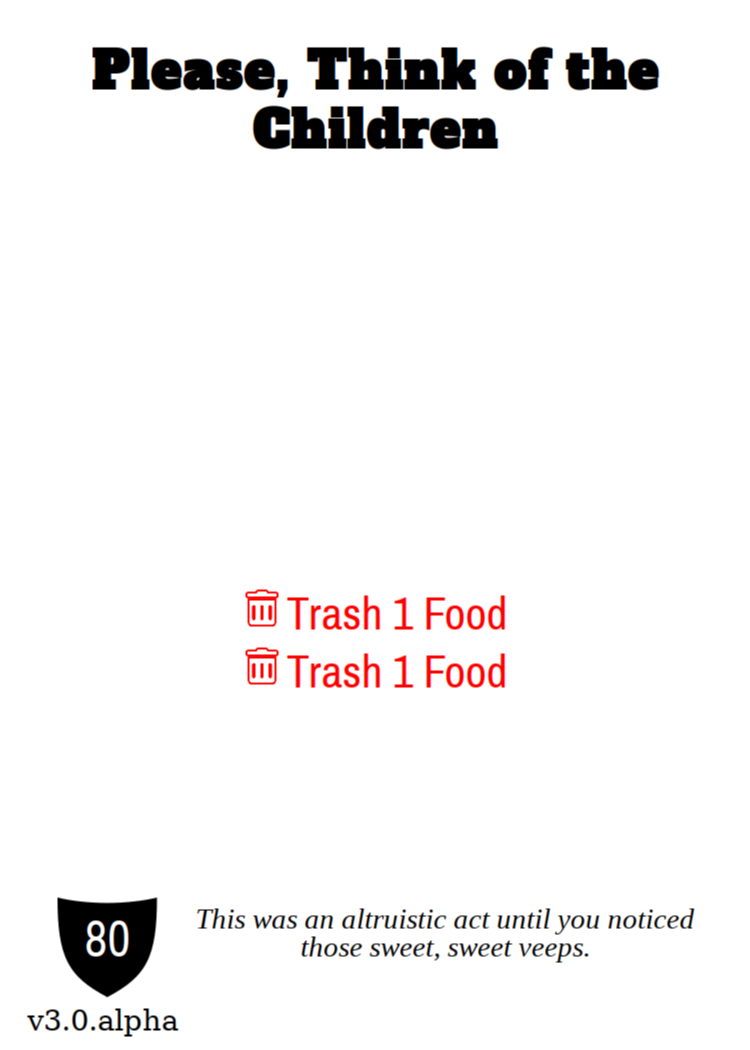 Please, Think of the
Children
Trash 1 Food
Trash 1 Food
80
This was an altruistic act until you noticed
those sweet, sweet veeps.
v3.0.alpha